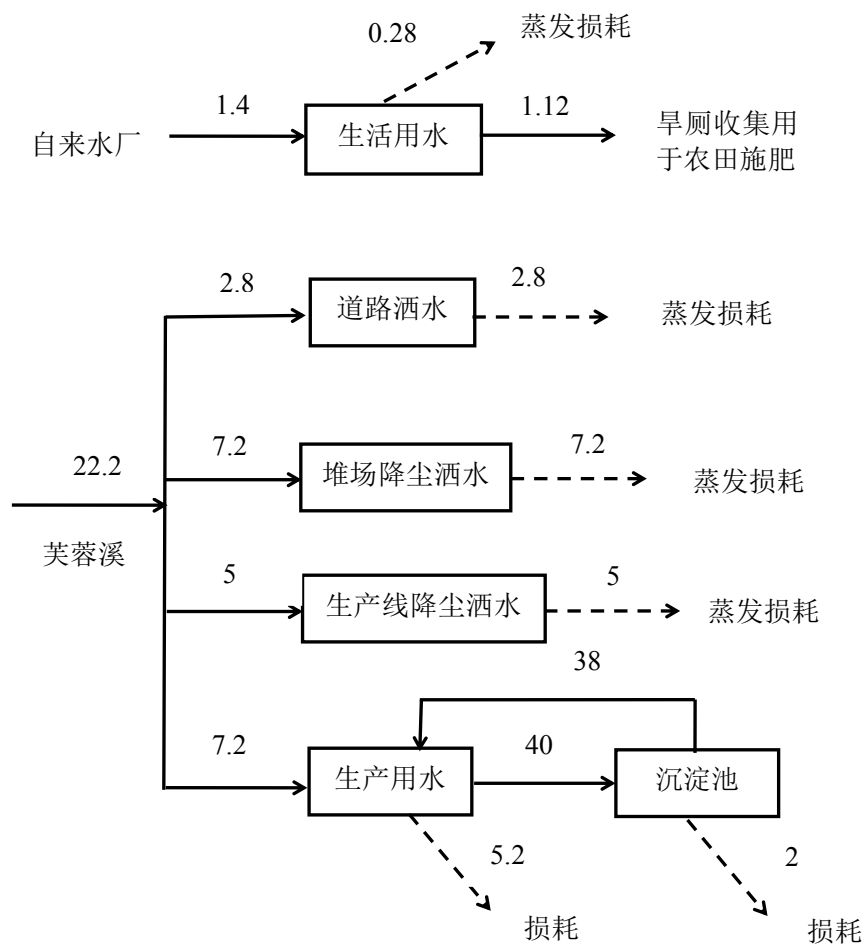 0.28
蒸发损耗
1.4
1.12
自来水厂
生活用水
旱厕收集用
于农田施肥
2.8
2.8
道路洒水
蒸发损耗
22.2
7.2
7.2
堆场降尘洒水
蒸发损耗
芙蓉溪
5
5
生产线降尘洒水
蒸发损耗
38
7.2
40
生产用水
沉淀池
5.2
2
损耗
损耗